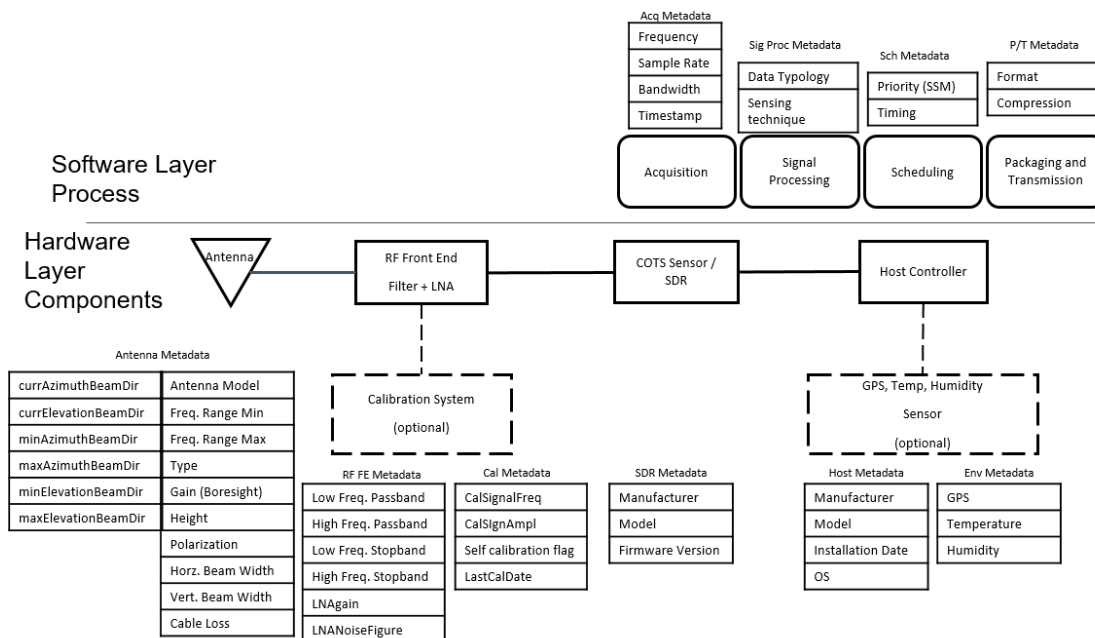 Acq Metadata
Frequency
Sample Rate
Bandwidth
Timestamp
Sig Proc Metadata
Data Typology
Sensing
technique
Sch Metadata
Priority (SSM)
Timing
P/T Metadata
Format
Compression
Software Layer
Process
Acquisition
Signal
Processing
Scheduling
Packaging and
Transmission
Hardware
Layer
Components
Antenna
RF Front End
Filter + LNA
COTS Sensor /
SDR
Host Controller
Calibration System
(optional)
GPS, Temp, Humidity
Sensor
(optional)
Antenna Metadata
currAzimuthBeamDir
currElevationBeamDir
minAzimuthBeamDir
maxAzimuthBeamDir
minElevationBeamDir
maxElevationBeamDir
Antenna Model
Freq. Range Min
Freq. Range Max
Type
Gain (Boresight)
Height
Polarization
Horz. Beam Width
Vert. Beam Width
Cable Loss
RF FE Metadata
Low Freq. Passband
High Freq. Passband
Low Freq. Stopband
High Freq. Stopband
LNAgain
LNANoiseFigure
Cal Metadata
CalSignalFreq
CalSIgnAmpl
Self calibration flag
LastCalDate
SDR Metadata
Manufacturer
Model
Firmware Version
Host Metadata
Manufacturer
Model
Installation Date
OS
Env Metadata
GPS
Temperature
Humidity